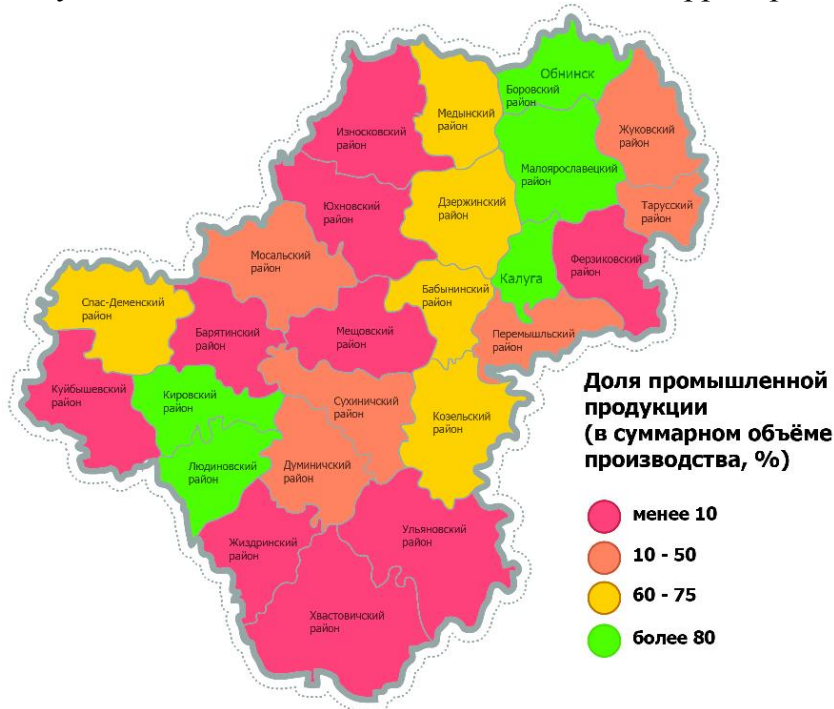 Обнинск
Боровский
район
Медынский
район
Износковский
район
Жуковский
район
Малоярославецкий
район
Юхновский
район
Дзержинский
район
Тарусский
район
Мосальский
район
Ферзиковский
район
Калуга
Бабынинский
район
Спас-Деменский
район
Барятинский
район
Мещовский
район
Перемышльский
район
Куйбышевский
район
Кировский
район
Сухиничский
район
Козельский
район
Людиновский
район
Думиничский
район
Жиздринский
район
Ульяновский
район
Хвастовичский
район
Доля промышленной
продукции
(в суммарном объёме
производства, %)
менее 10
10 - 50
60 - 75
более 80